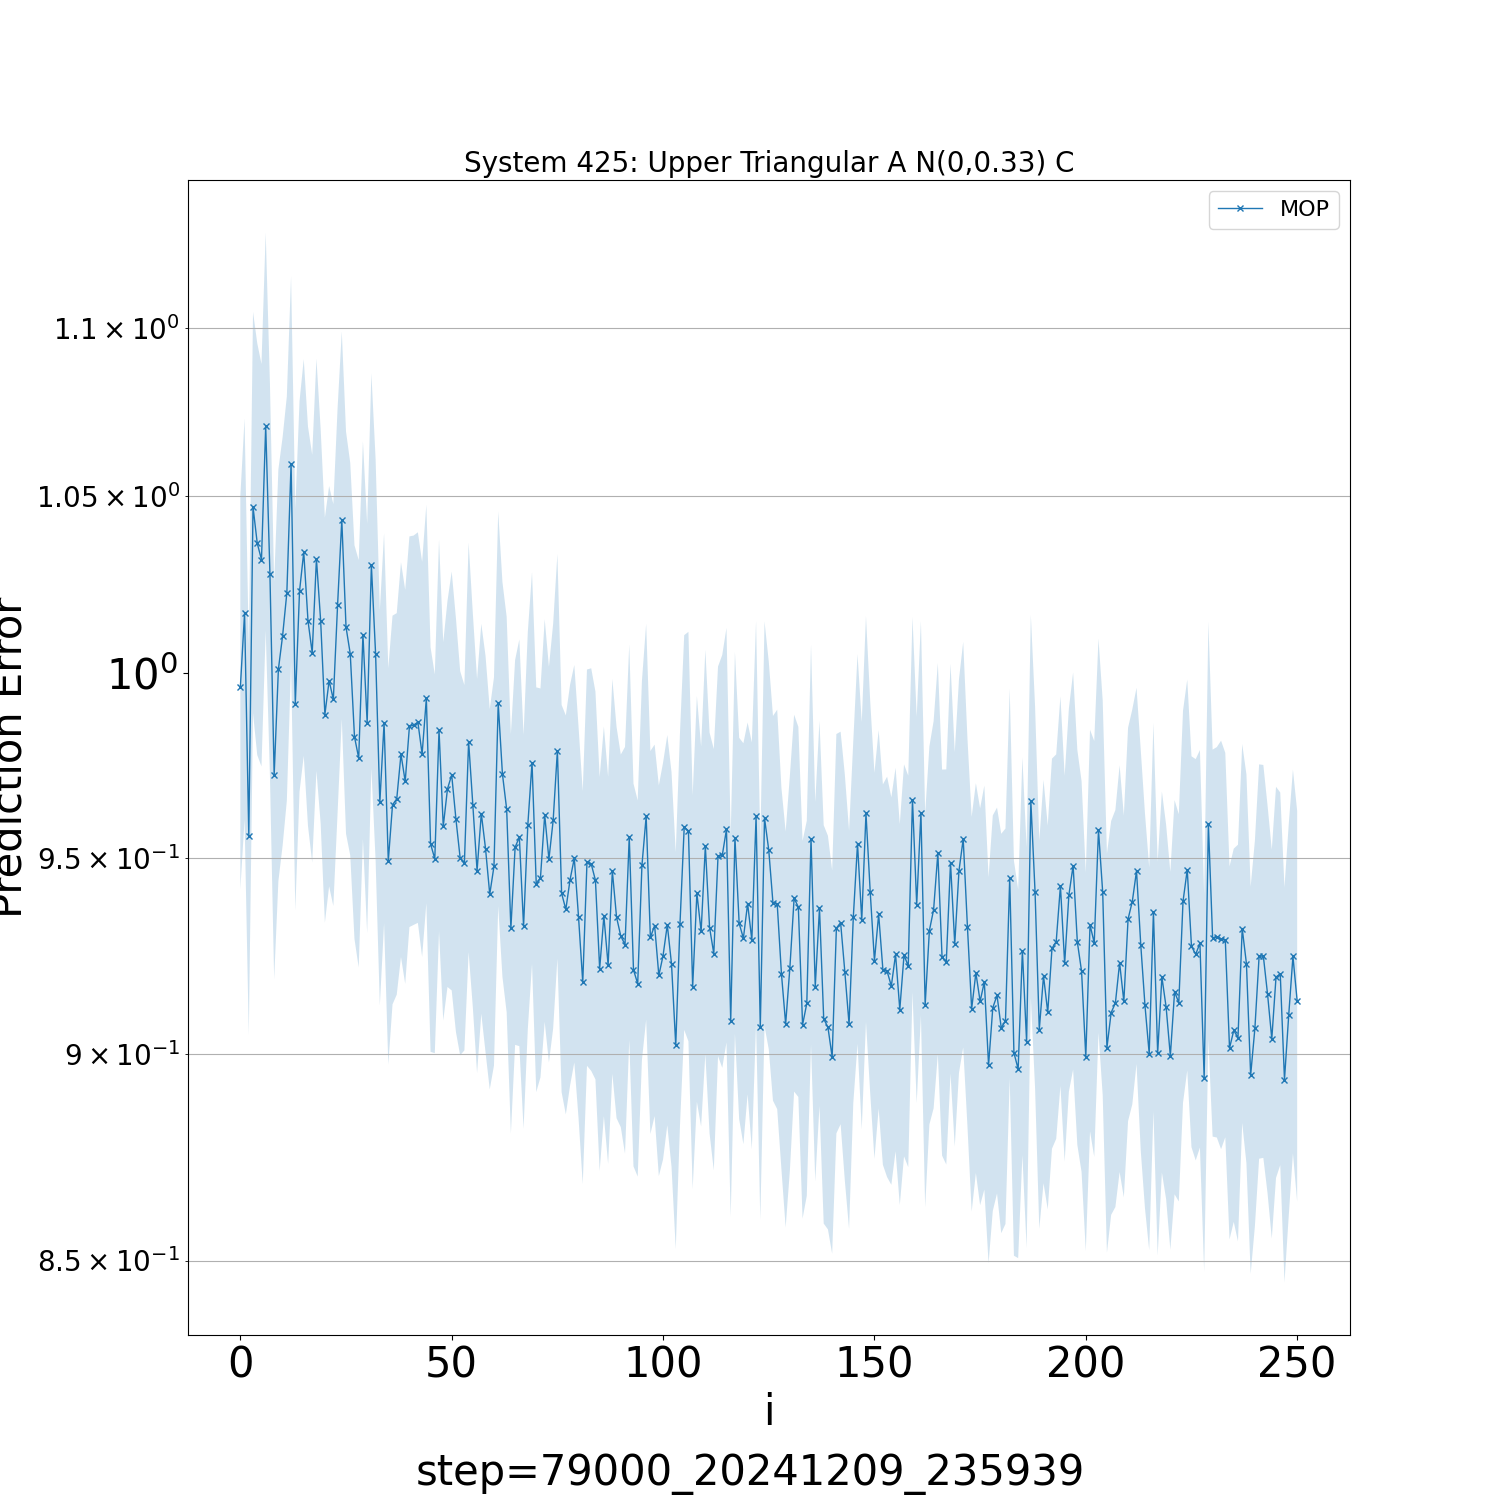 System 425: Upper Triangular A N(0,0.33) C
MOP
1.1 × 10⁰
1.05 × 10⁰
10⁰
9.5 × 10⁻¹
9 × 10⁻¹
8.5 × 10⁻¹
Prediction Error
0 50 100 150 200 250
i
step=79000_20241209_235939